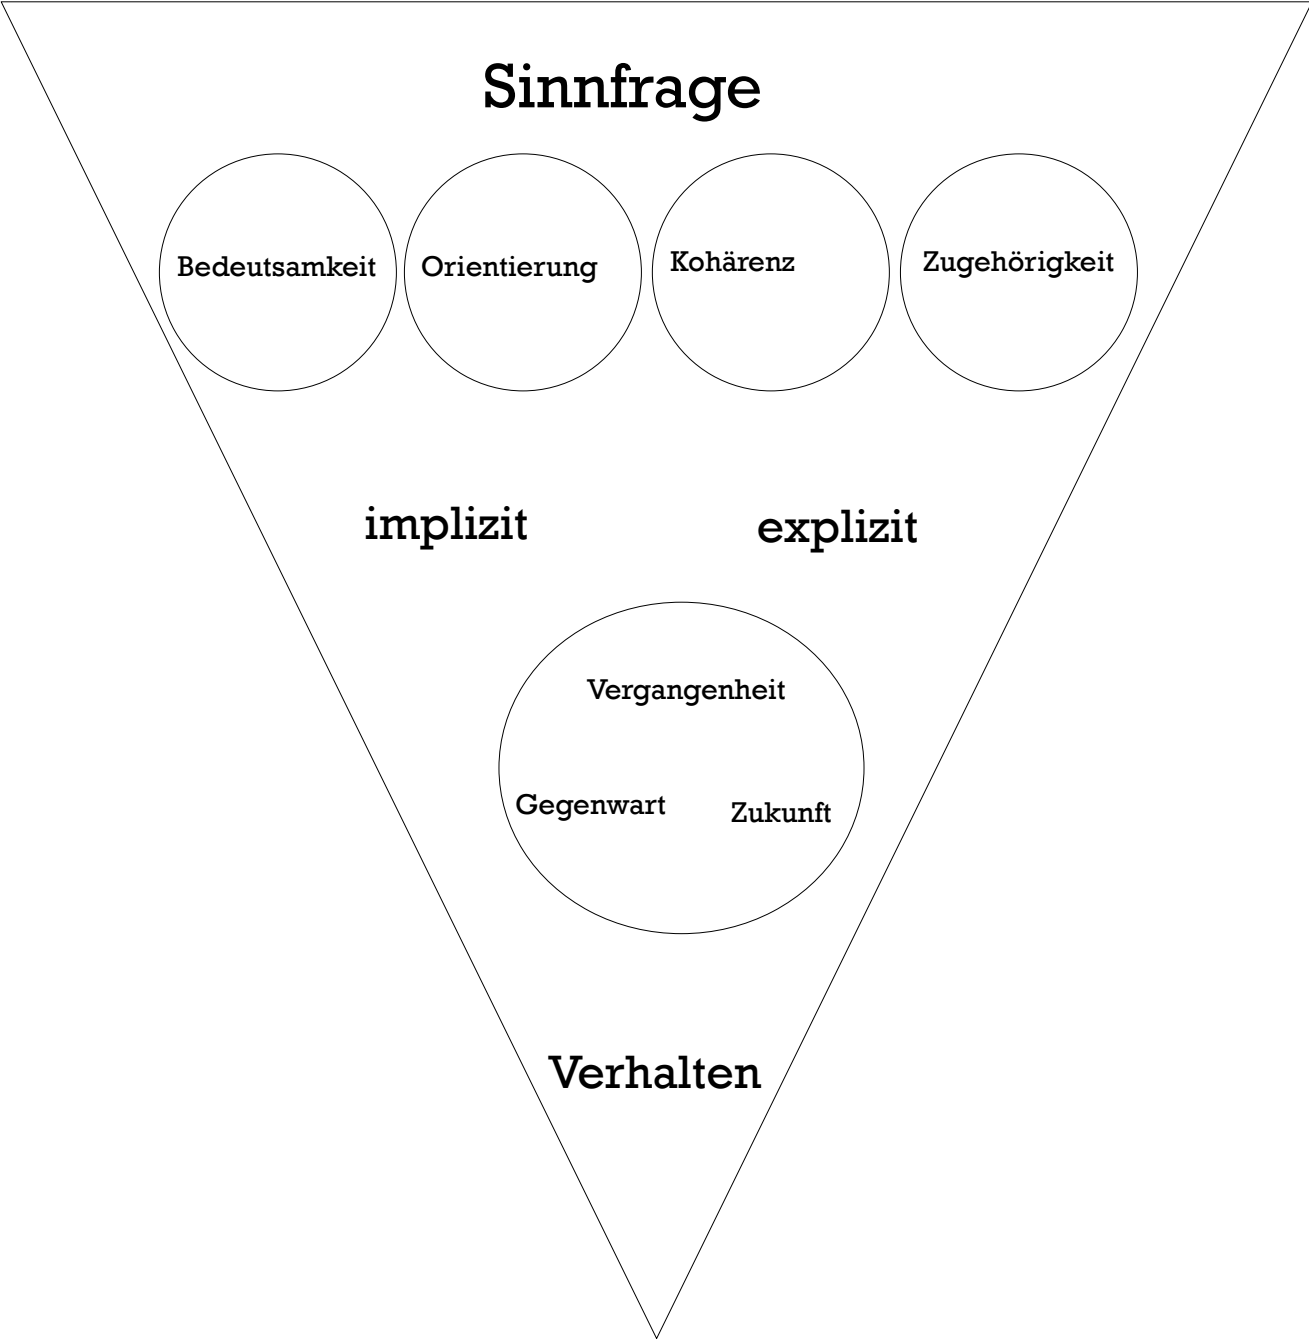 Sinnfrage
Bedeutsamkeit
Orientierung
Kohärenz
Zugehörigkeit
implizit
explizit
Vergangenheit
Gegenwart
Zukunft
Verhalten